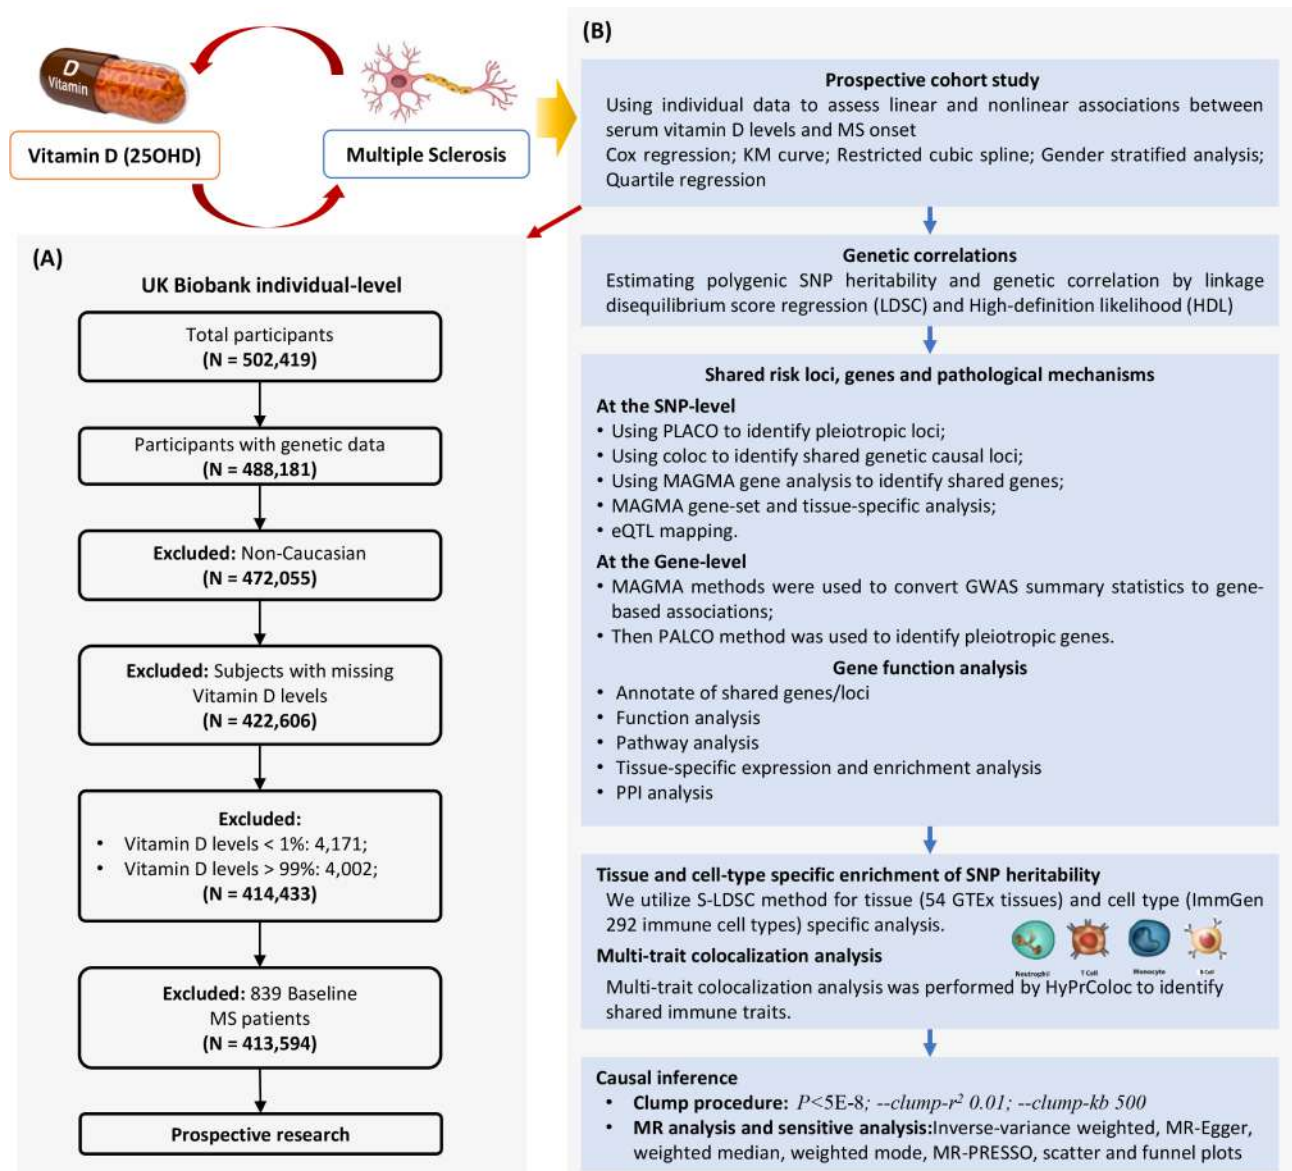 D
Vitamin
Vitamin D (25OHD)
Multiple Sclerosis
(A)
UK Biobank individual-level
Total participants
(N = 502,419)
Participants with genetic data
(N = 488,181)
Excluded: Non-Caucasian
(N = 472,055)
Excluded: Subjects with missing
Vitamin D levels
(N = 422,606)
Excluded:
• Vitamin D levels < 1%: 4,171;
• Vitamin D levels > 99%: 4,002;
(N = 414,433)
Excluded: 839 Baseline
MS patients
(N = 413,594)
Prospective research
(B)
Prospective cohort study
Using individual data to assess linear and nonlinear associations between
serum vitamin D levels and MS onset
Cox regression; KM curve; Restricted cubic spline; Gender stratified analysis;
Quartile regression
Genetic correlations
Estimating polygenic SNP heritability and genetic correlation by linkage
disequilibrium score regression (LDSC) and High-definition likelihood (HDL)
Shared risk loci, genes and pathological mechanisms
At the SNP-level
• Using PLACO to identify pleiotropic loci;
• Using coloc to identify shared genetic causal loci;
• Using MAGMA gene analysis to identify shared genes;
• MAGMA gene-set and tissue-specific analysis;
• eQTL mapping.
At the Gene-level
• MAGMA methods were used to convert GWAS summary statistics to gene-
based associations;
• Then PALCO method was used to identify pleiotropic genes.
Gene function analysis
• Annotate of shared genes/loci
• Function analysis
• Pathway analysis
• Tissue-specific expression and enrichment analysis
• PPI analysis
Tissue and cell-type specific enrichment of SNP heritability
We utilize S-LDSC method for tissue (54 GTEx tissues) and cell type (ImmGen
292 immune cell types) specific analysis.
Neutrophil
T Cell
Monocyte
B Cell
Multi-trait colocalization analysis
Multi-trait colocalization analysis was performed by HyPrColoc to identify
shared immune traits.
Causal inference
• Clump procedure: P<5E-8; --clump-r² 0.01; --clump-kb 500
• MR analysis and sensitive analysis:Inverse-variance weighted, MR-Egger,
weighted median, weighted mode, MR-PRESSO, scatter and funnel plots